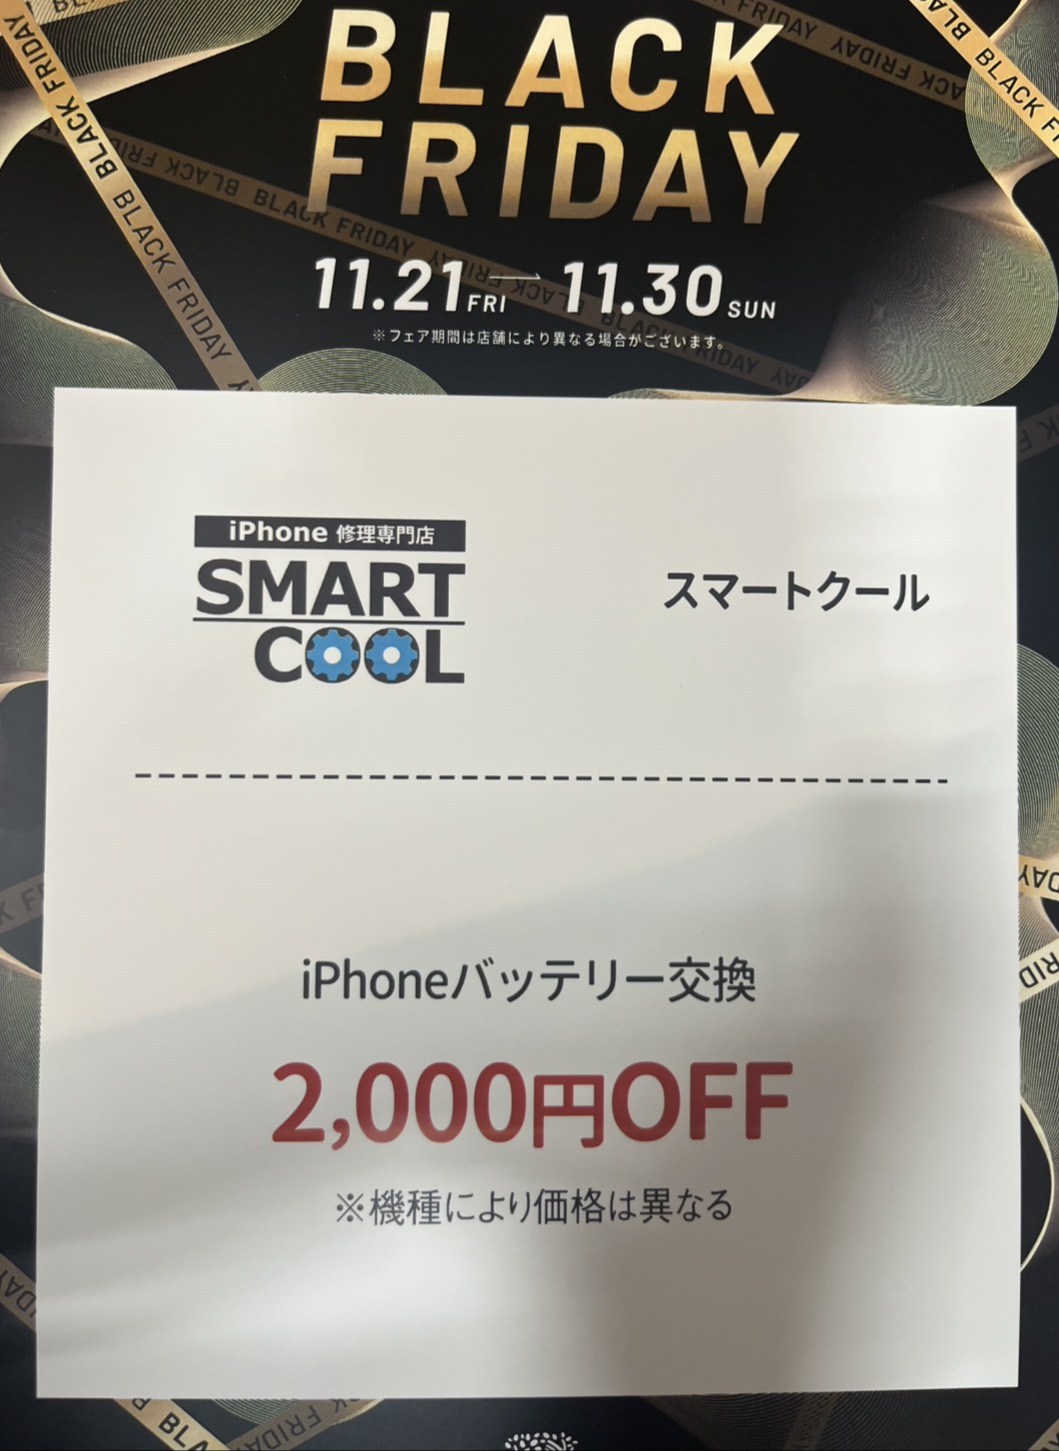 BLACK
FRIDAY
11.21FRI — 11.30SUN
※フェア期間は店舗により異なる場合がございます。
iPhone 修理専門店
SMART
COOL
スマートクール
iPhoneバッテリー交換
2,000円OFF
※機種により価格は異なる